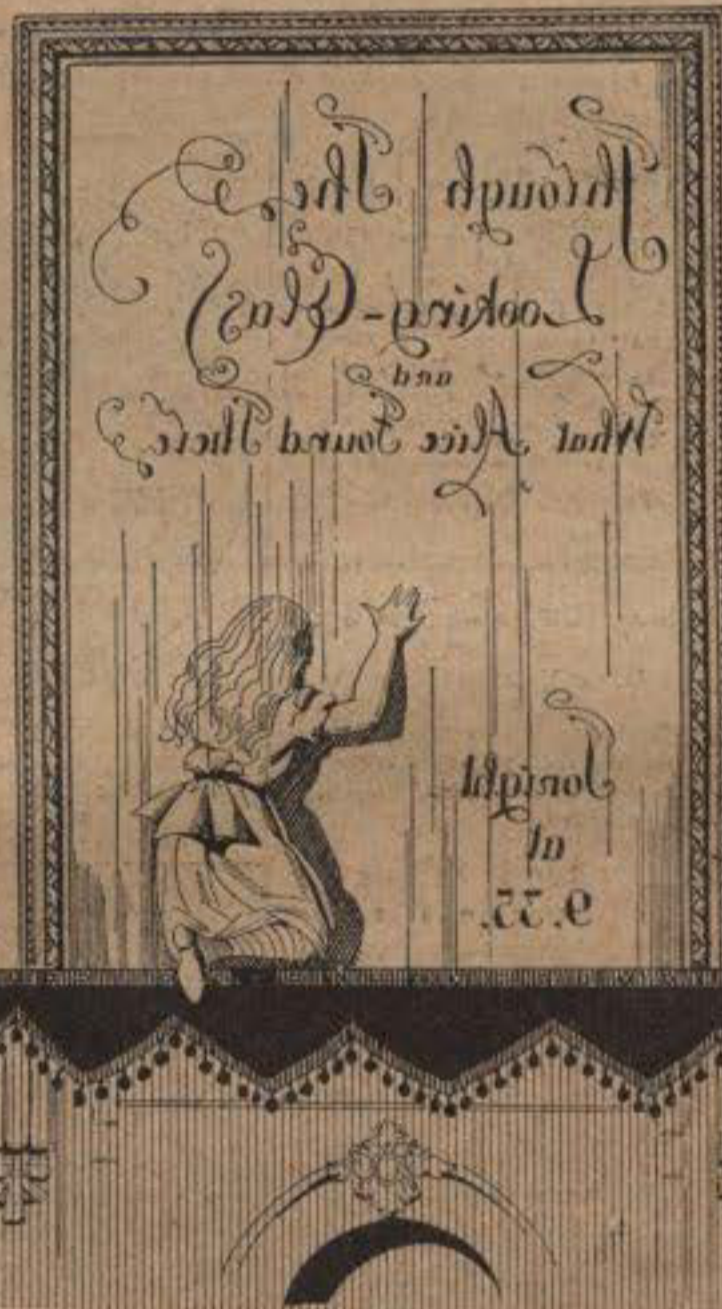 Through The
Looking-Glass
and
What Alice Found There
Tonight
at
9.35.